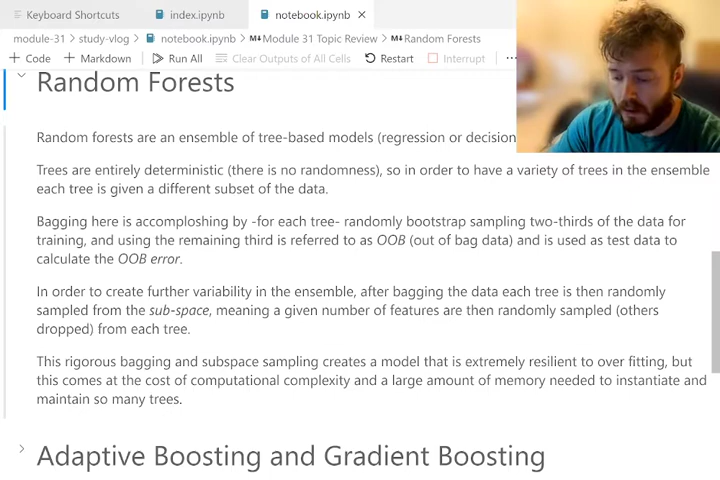 Keyboard Shortcuts index.ipynb notebook.ipynb
module-31 > study-vlog > notebook.ipynb > M↓Module 31 Topic Review > M↓Random Forests
+ Code + Markdown Run All Clear Outputs of All Cells Restart Interrupt ...
Random Forests
Random forests are an ensemble of tree-based models (regression or decision
Trees are entirely deterministic (there is no randomness), so in order to have a variety of trees in the ensemble
each tree is given a different subset of the data.
Bagging here is accomploshing by -for each tree- randomly bootstrap sampling two-thirds of the data for
training, and using the remaining third is referred to as OOB (out of bag data) and is used as test data to
calculate the OOB error.
In order to create further variability in the ensemble, after bagging the data each tree is then randomly
sampled from the sub-space, meaning a given number of features are then randomly sampled (others
dropped) from each tree.
This rigorous bagging and subspace sampling creates a model that is extremely resilient to over fitting, but
this comes at the cost of computational complexity and a large amount of memory needed to instantiate and
maintain so many trees.
Adaptive Boosting and Gradient Boosting